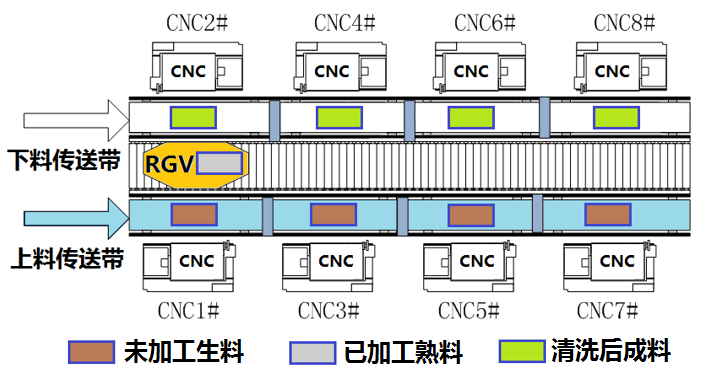 CNC2# CNC4# CNC6# CNC8#
CNC CNC CNC CNC
下料传送带
RGV
上料传送带
CNC CNC CNC CNC
CNC1# CNC3# CNC5# CNC7#
未加工生料 已加工熟料 清洗后成料